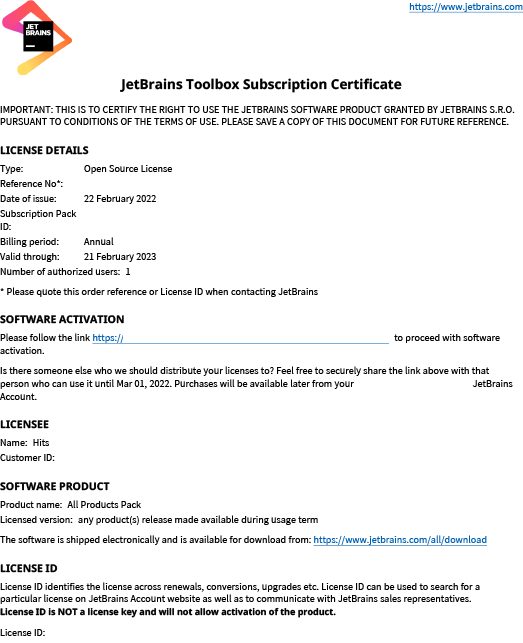 https://www.jetbrains.com
JET
BRAINS
JetBrains Toolbox Subscription Certificate
IMPORTANT: THIS IS TO CERTIFY THE RIGHT TO USE THE JETBRAINS SOFTWARE PRODUCT GRANTED BY JETBRAINS S.R.O.
PURSUANT TO CONDITIONS OF THE TERMS OF USE. PLEASE SAVE A COPY OF THIS DOCUMENT FOR FUTURE REFERENCE.
LICENSE DETAILS
Type: Open Source License
Reference No*:
Date of issue: 22 February 2022
Subscription Pack
ID:
Billing period: Annual
Valid through: 21 February 2023
Number of authorized users: 1
* Please quote this order reference or License ID when contacting JetBrains
SOFTWARE ACTIVATION
Please follow the link https:// to proceed with software
activation.
Is there someone else who we should distribute your licenses to? Feel free to securely share the link above with that
person who can use it until Mar 01, 2022. Purchases will be available later from your JetBrains
Account.
LICENSEE
Name: Hits
Customer ID:
SOFTWARE PRODUCT
Product name: All Products Pack
Licensed version: any product(s) release made available during usage term
The software is shipped electronically and is available for download from: https://www.jetbrains.com/all/download
LICENSE ID
License ID identifies the license across renewals, conversions, upgrades etc. License ID can be used to search for a
particular license on JetBrains Account website as well as to communicate with JetBrains sales representatives.
License ID is NOT a license key and will not allow activation of the product.
License ID: